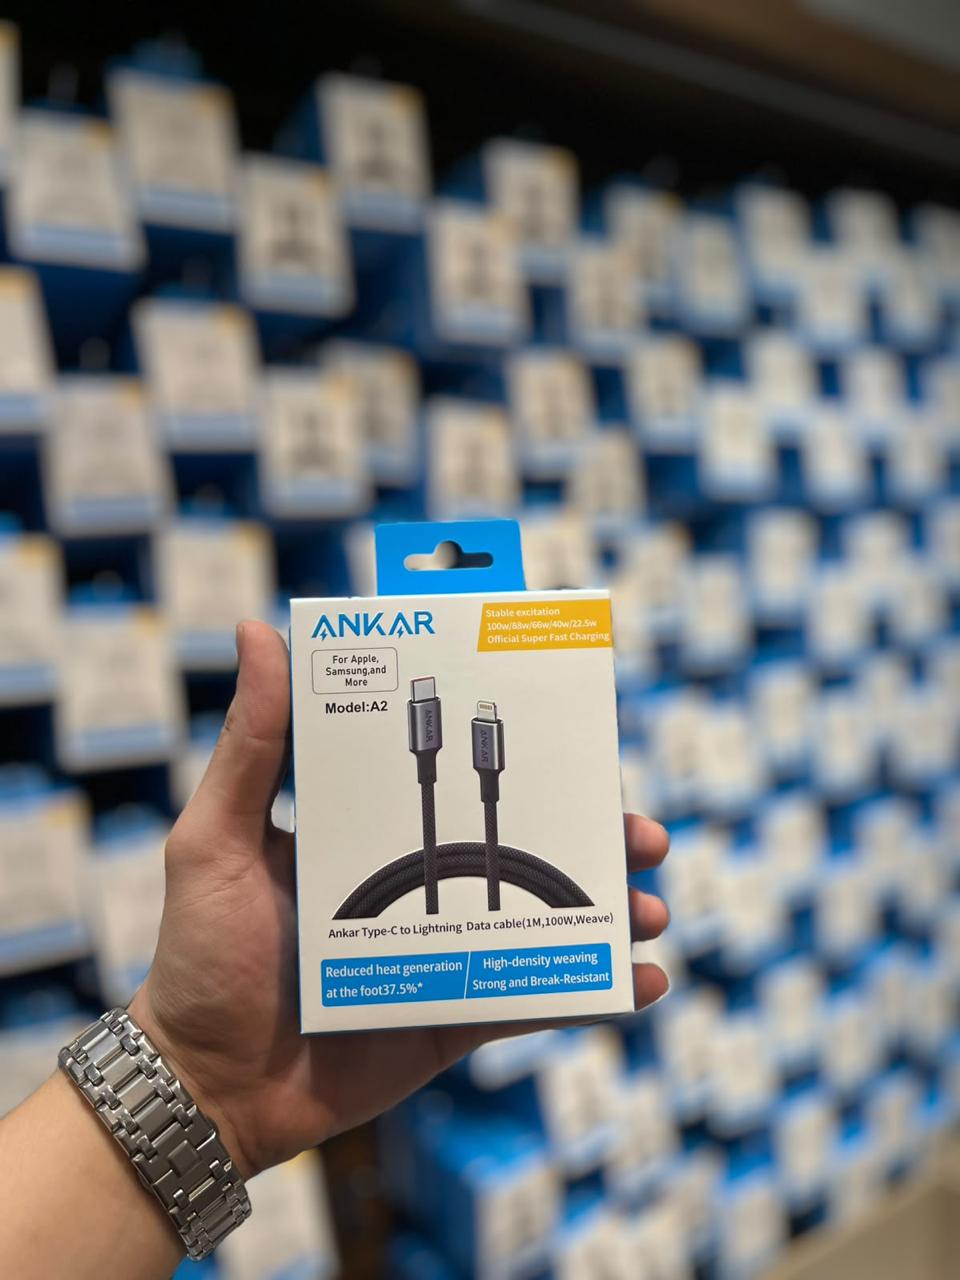 ANKAR
Stable excitation
100w/88w/66w/40w/22.5w
Official Super Fast Charging
For Apple,
Samsung,and
More
Model:A2
ANKAR
ANKAR
Ankar Type-C to Lightning Data cable(1M,100W,Weave)
Reduced heat generation
at the foot37.5%*
High-density weaving
Strong and Break-Resistant